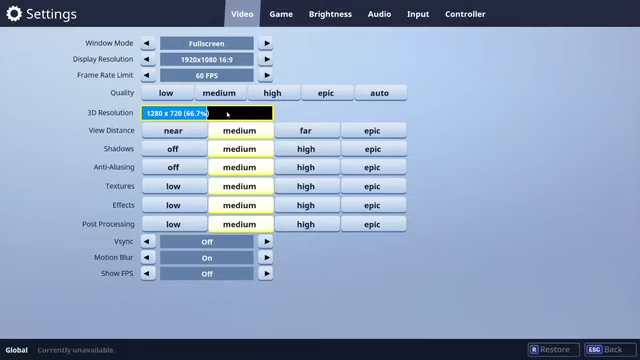 Settings
Video Game Brightness Audio Input Controller
Window Mode Fullscreen
Display Resolution 1920x1080 16:9
Frame Rate Limit 60 FPS
Quality low medium high epic auto
3D Resolution 1280 x 720 (66.7%)
View Distance near medium far epic
Shadows off medium high epic
Anti-Aliasing off medium high epic
Textures low medium high epic
Effects low medium high epic
Post Processing low medium high epic
Vsync Off
Motion Blur On
Show FPS Off
Global Currently unavailable. R Restore ESC Back